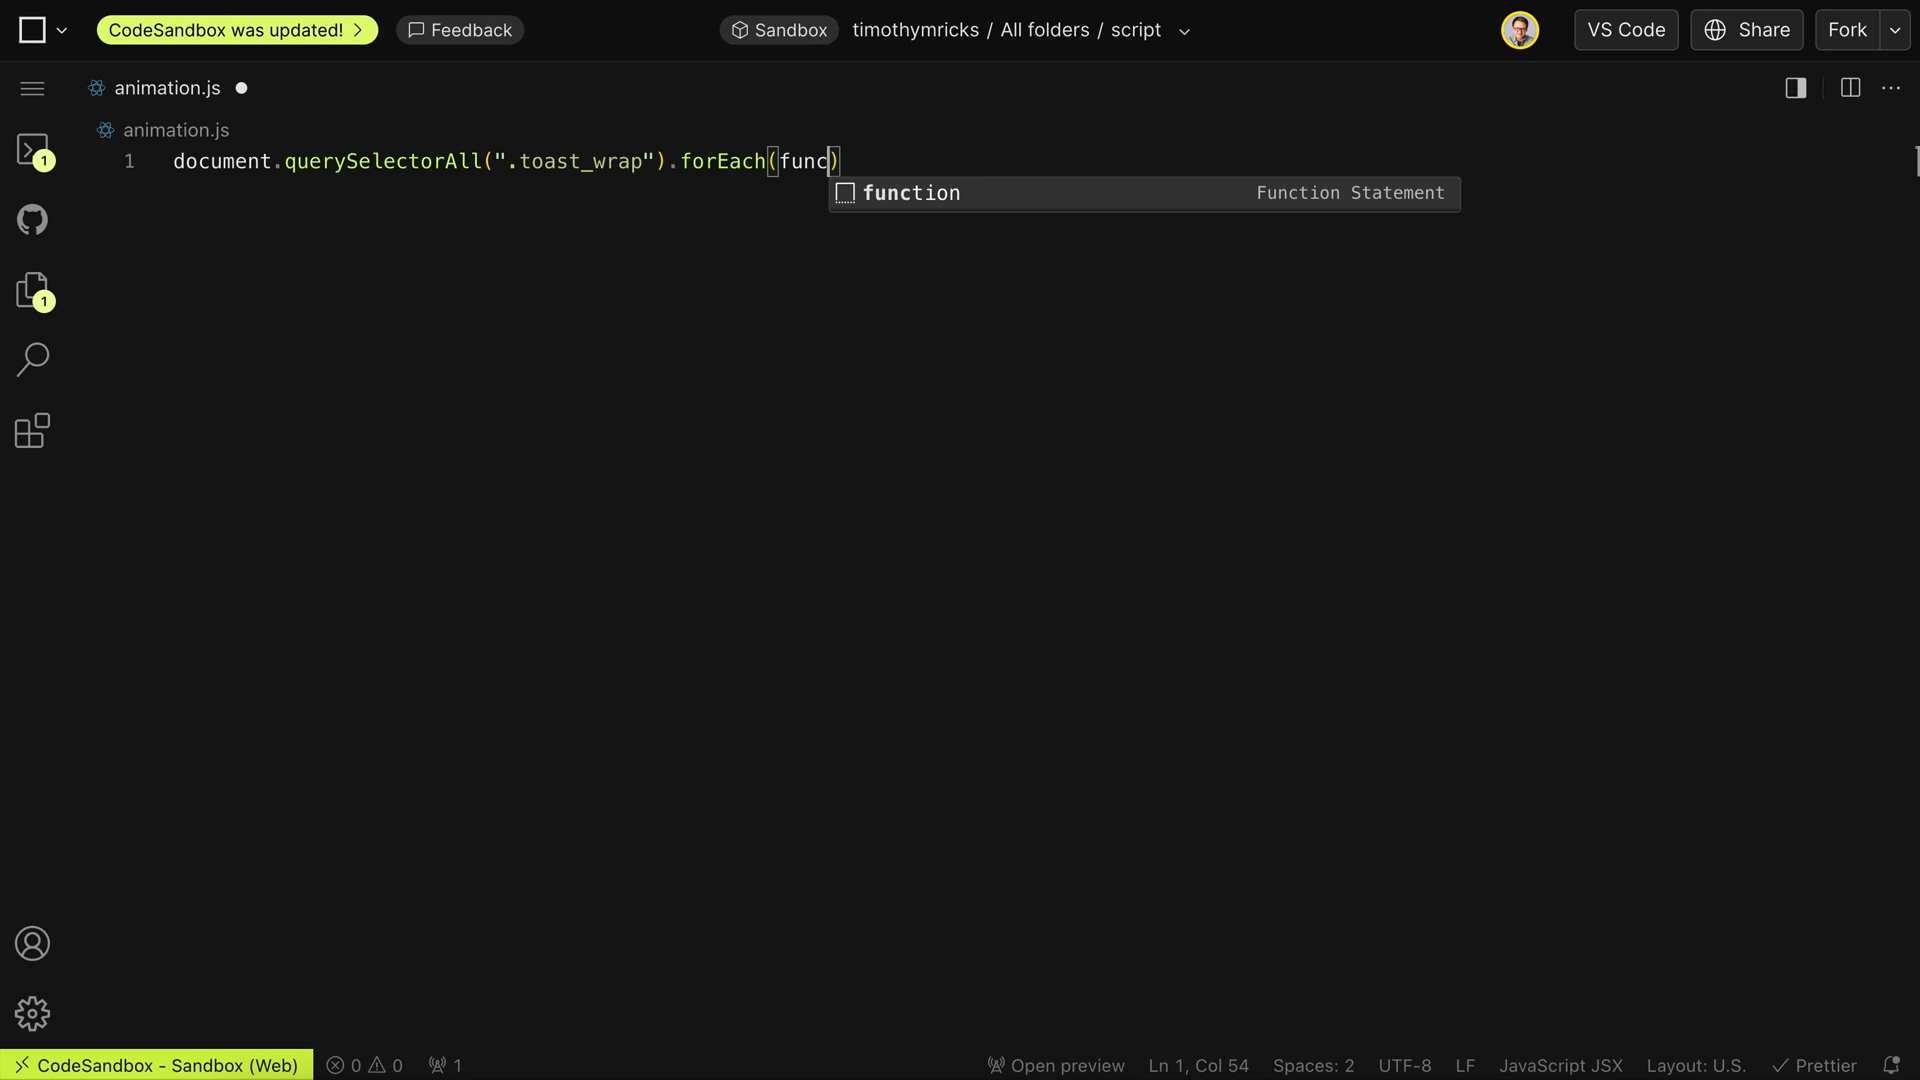 CodeSandbox was updated!
Feedback
Sandbox
timothymricks / All folders / script
VS Code
Share
Fork
animation.js
animation.js
1 document.querySelectorAll(".toast_wrap").forEach(func)
function Function Statement
1
1
CodeSandbox - Sandbox (Web)
0 0
1
Open preview
Ln 1, Col 54
Spaces: 2
UTF-8
LF
JavaScript JSX
Layout: U.S.
Prettier